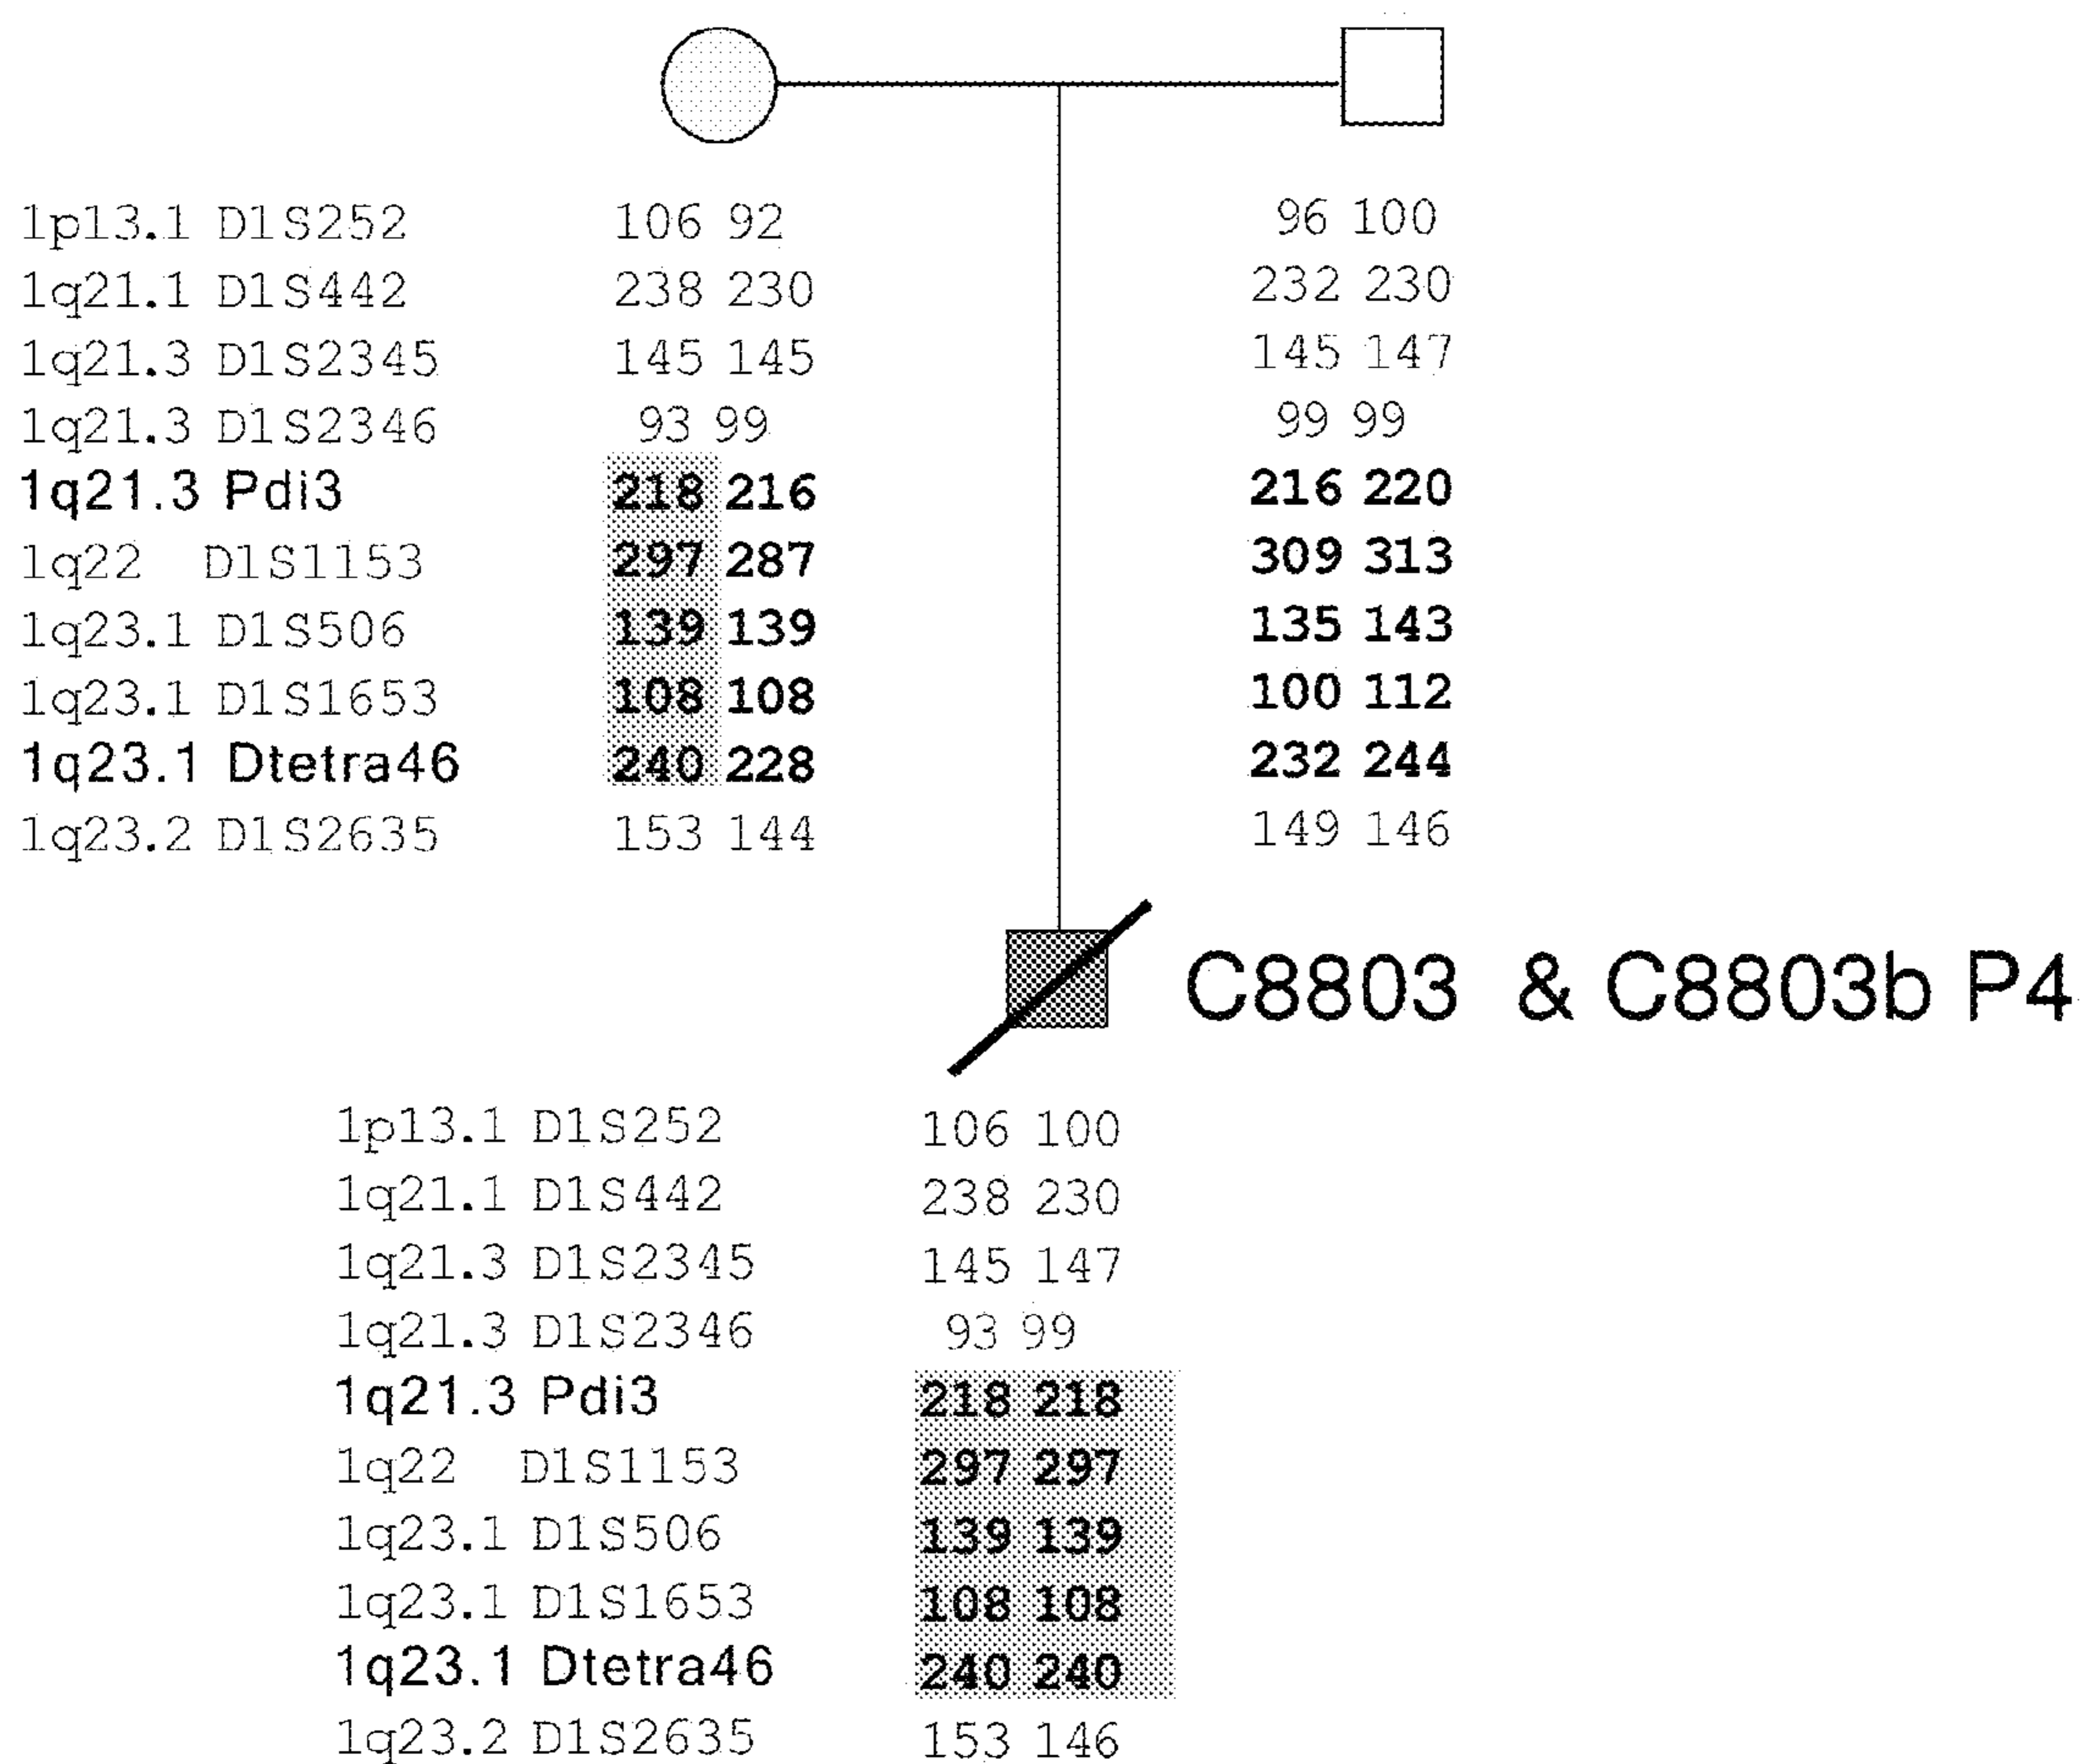 1p13.1 D1S252 106 92 96 100
1q21.1 D1S442 238 230 232 230
1q21.3 D1S2345 145 145 145 147
1q21.3 D1S2346 93 99 99 99
1q21.3 Pdi3 218 216 216 220
1q22 D1S1153 297 287 309 313
1q23.1 D1S506 139 139 135 143
1q23.1 D1S1653 108 108 100 112
1q23.1 Dtetra46 240 228 232 244
1q23.2 D1S2635 153 144 149 146
C8803 & C8803b P4
1p13.1 D1S252 106 100
1q21.1 D1S442 238 230
1q21.3 D1S2345 145 147
1q21.3 D1S2346 93 99
1q21.3 Pdi3 218 218
1q22 D1S1153 297 297
1q23.1 D1S506 139 139
1q23.1 D1S1653 108 108
1q23.1 Dtetra46 240 240
1q23.2 D1S2635 153 146